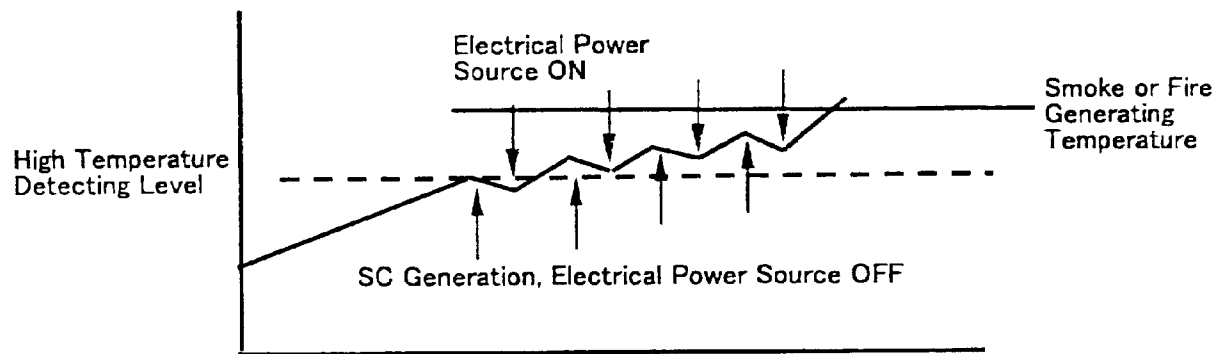 Electrical Power
Source ON
Smoke or Fire
Generating
Temperature
High Temperature
Detecting Level
SC Generation, Electrical Power Source OFF